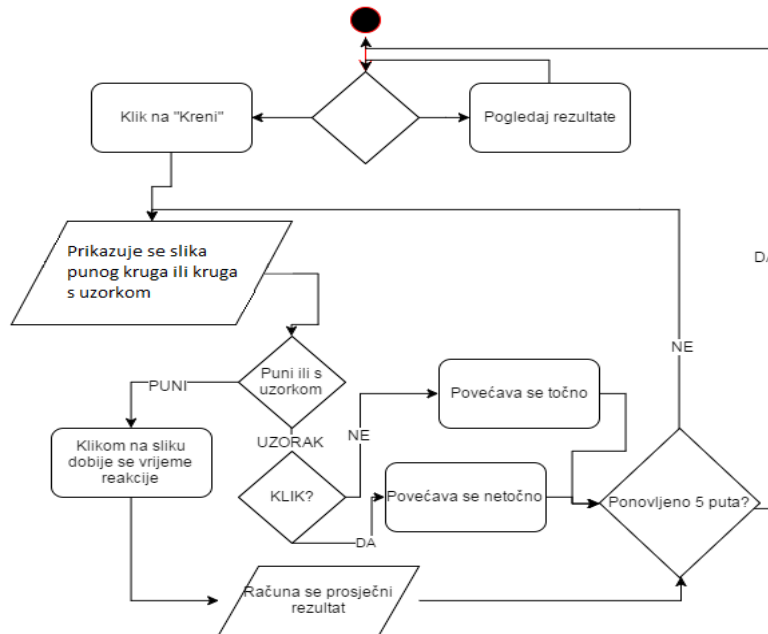 Klik na "Kreni"
Pogledaj rezultate
Prikazuje se slika
punog kruga ili kruga
s uzorkom
DA
NE
Puni ili s
uzorkom
PUNI
Povećava se točno
Klikom na sliku
dobije se vrijeme
reakcije
UZORAK
NE
KLIK?
Povećava se netočno
Ponovljeno 5 puta?
DA
Računa se prosječni
rezultat